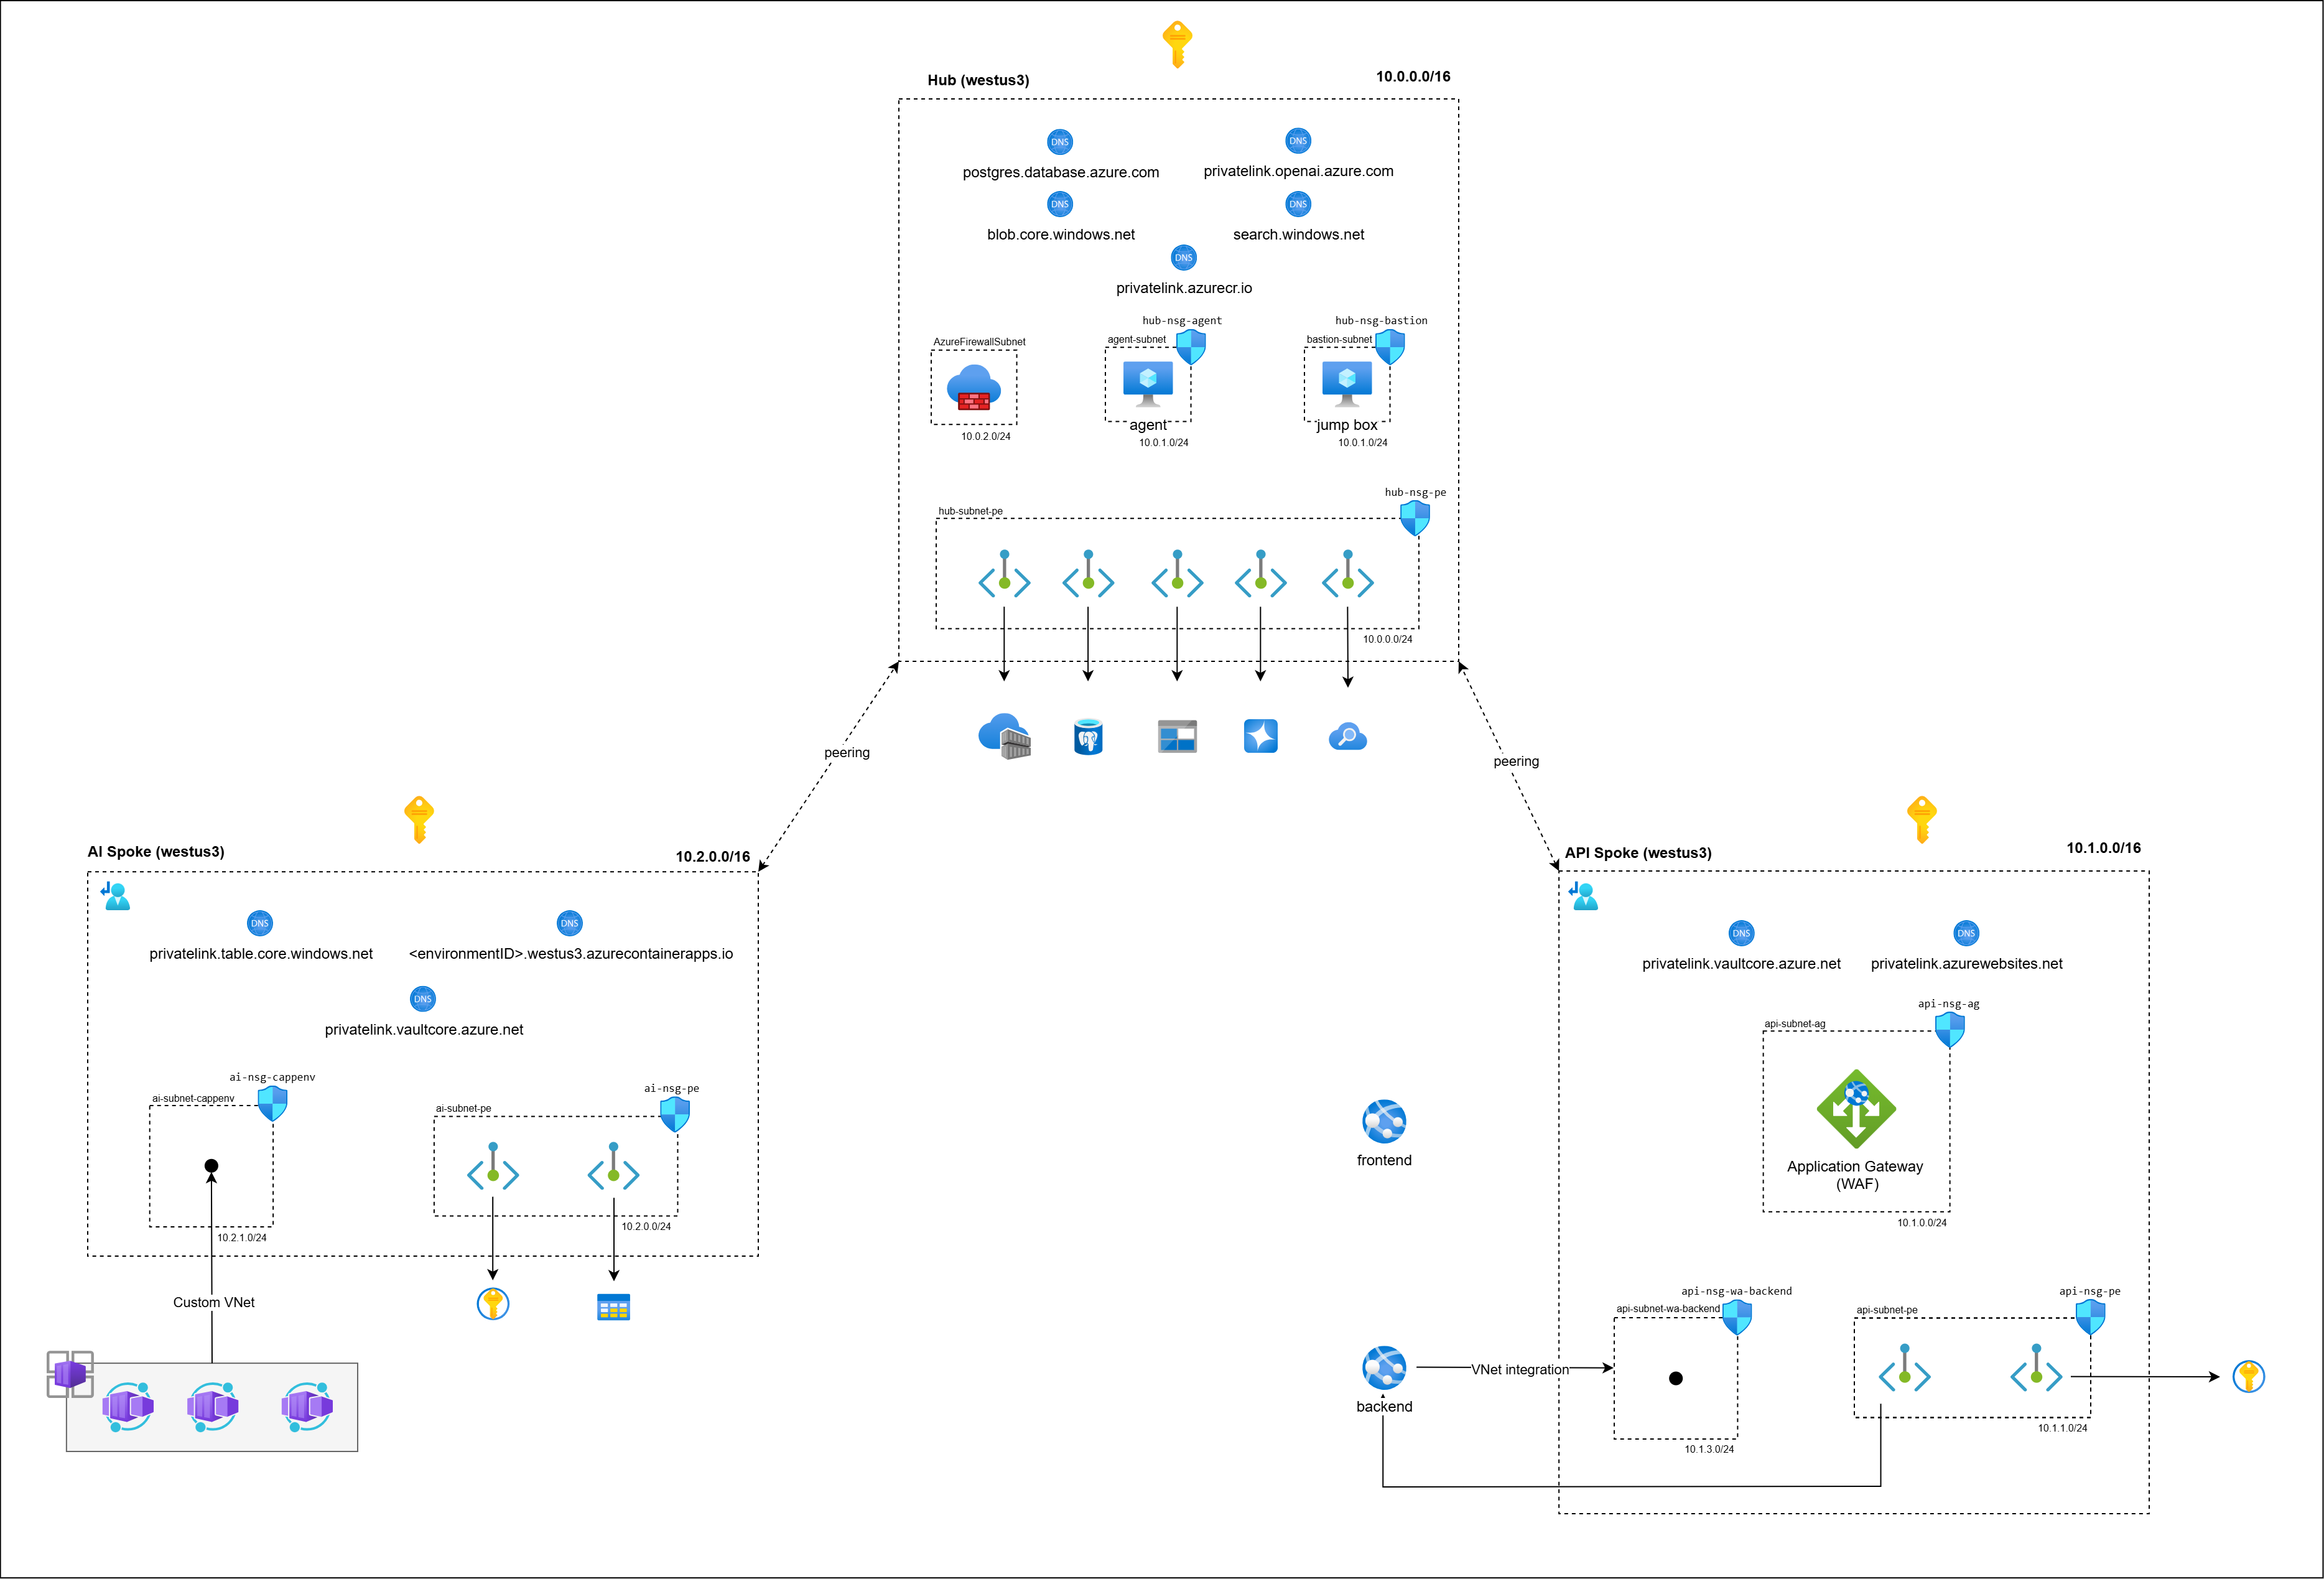 Hub (westus3)
10.0.0.0/16
DNS
postgres.database.azure.com
DNS
privatelink.openai.azure.com
DNS
blob.core.windows.net
DNS
search.windows.net
DNS
privatelink.azurecr.io
AzureFirewallSubnet
10.0.2.0/24
hub-nsg-agent
agent-subnet
agent
10.0.1.0/24
hub-nsg-bastion
bastion-subnet
jump box
10.0.1.0/24
hub-nsg-pe
hub-subnet-pe
10.0.0.0/24
peering
peering
AI Spoke (westus3)
10.2.0.0/16
DNS
privatelink.table.core.windows.net
DNS
<environmentID>.westus3.azurecontainerapps.io
DNS
privatelink.vaultcore.azure.net
ai-nsg-cappenv
ai-subnet-cappenv
10.2.1.0/24
ai-nsg-pe
ai-subnet-pe
10.2.0.0/24
Custom VNet
API Spoke (westus3)
10.1.0.0/16
DNS
privatelink.vaultcore.azure.net
DNS
privatelink.azurewebsites.net
api-nsg-ag
api-subnet-ag
Application Gateway
(WAF)
10.1.0.0/24
frontend
backend
VNet integration
api-nsg-wa-backend
api-subnet-wa-backend
10.1.3.0/24
api-nsg-pe
api-subnet-pe
10.1.1.0/24